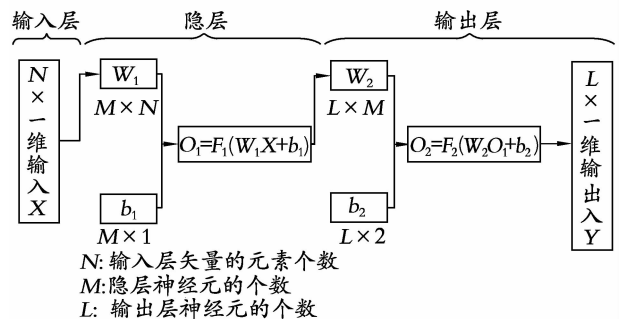 输入层 隐层 输出层
N×一维输入X
W₁
M×N
b₁
M×1
O₁=F₁(W₁X+b₁)
W₂
L×M
b₂
L×2
O₂=F₂(W₂O₁+b₂)
L×一维输出入Y
N: 输入层矢量的元素个数
M:隐层神经元的个数
L: 输出层神经元的个数